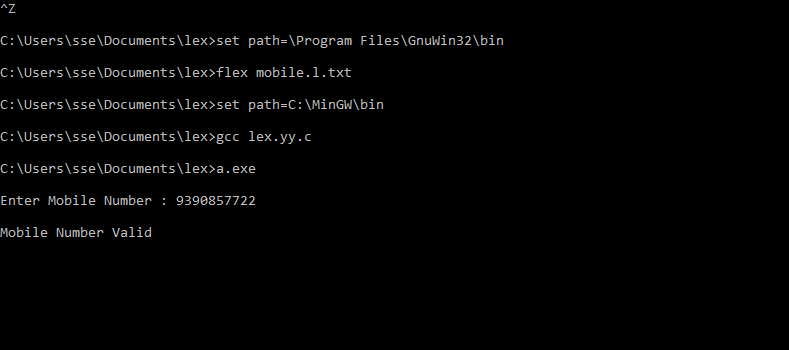 ^Z
C:\Users\sse\Documents\lex>set path=\Program Files\GnuWin32\bin
C:\Users\sse\Documents\lex>flex mobile.l.txt
C:\Users\sse\Documents\lex>set path=C:\MinGW\bin
C:\Users\sse\Documents\lex>gcc lex.yy.c
C:\Users\sse\Documents\lex>a.exe
Enter Mobile Number : 9390857722
Mobile Number Valid